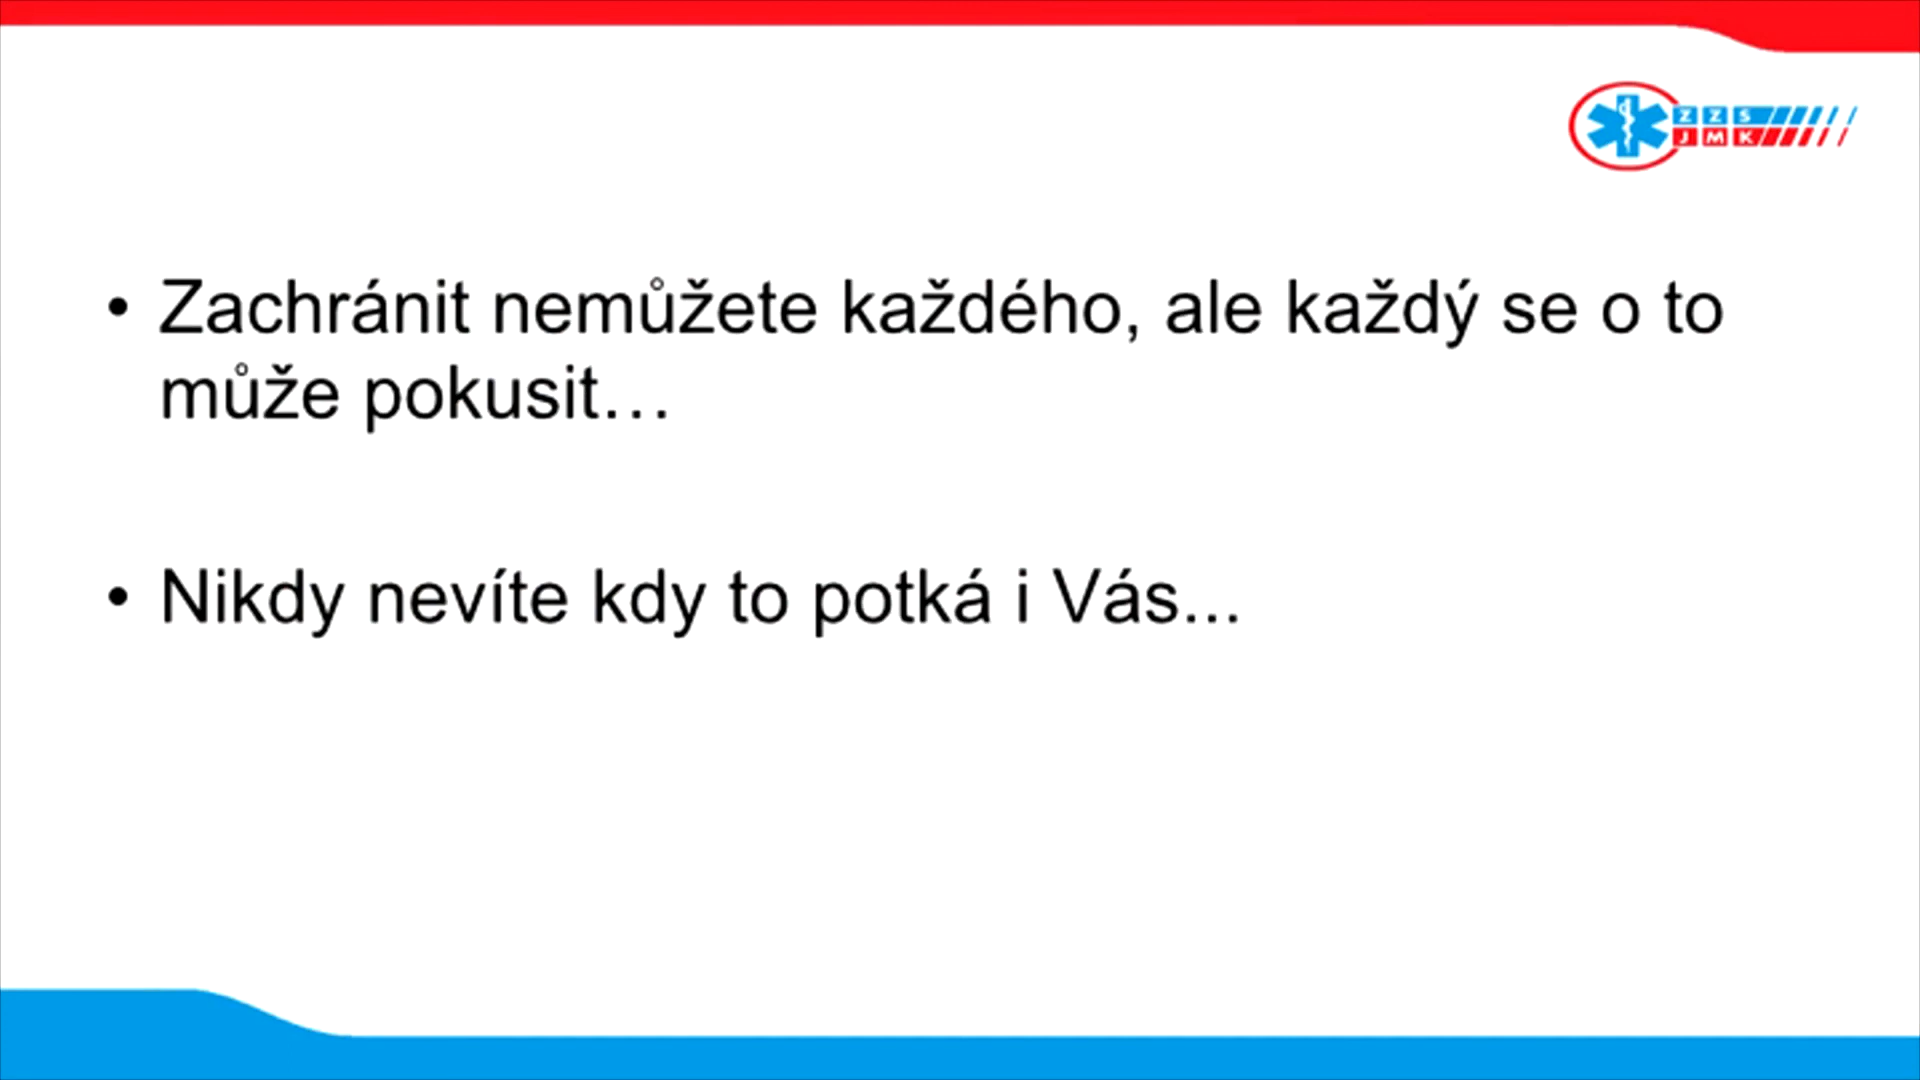 ZZS
JMK
• Zachránit nemůžete každého, ale každý se o to
může pokusit…
• Nikdy nevíte kdy to potká i Vás...